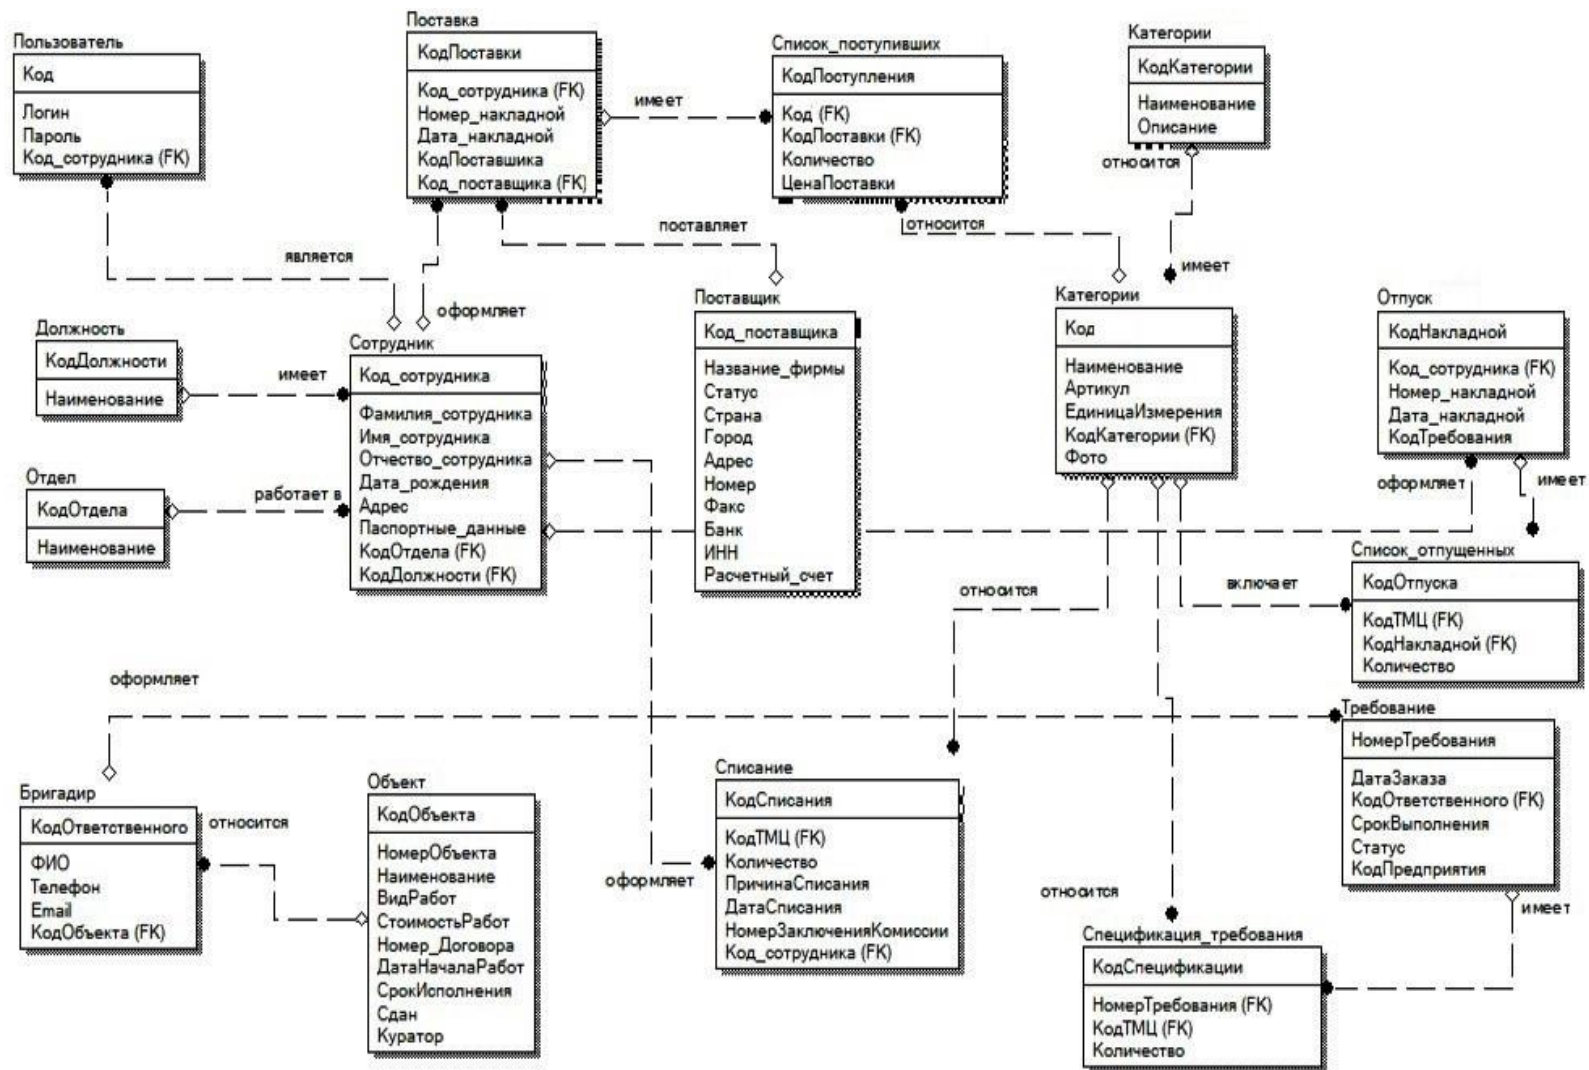 Пользователь
Код
Логин
Пароль
Код_сотрудника (FK)
Поставка
КодПоставки
Код_сотрудника (FK)
Номер_накладной
Дата_накладной
КодПоставшика
Код_поставщика (FK)
имеет
Список_поступивших
КодПоступления
Код (FK)
КодПоставки (FK)
Количество
ЦенаПоставки
Категории
КодКатегории
Наименование
Описание
относится
имеет
является
оформляет
поставляет
относится
Должность
КодДолжности
Наименование
имеет
Отдел
КодОтдела
Наименование
работает в
Сотрудник
Код_сотрудника
Фамилия_сотрудника
Имя_сотрудника
Отчество_сотрудника
Дата_рождения
Адрес
Паспортные_данные
КодОтдела (FK)
КодДолжности (FK)
Поставщик
Код_поставщика
Название_фирмы
Статус
Страна
Город
Адрес
Номер
Факс
Банк
ИНН
Расчетный_счет
Категории
Код
Наименование
Артикул
ЕдиницаИзмерения
КодКатегории (FK)
Фото
Отпуск
КодНакладной
Код_сотрудника (FK)
Номер_накладной
Дата_накладной
КодТребования
оформляет
имеет
Список_отпущенных
КодОтпуска
КодТМЦ (FK)
КодНакладной (FK)
Количество
относится
включает
оформляет
Бригадир
КодОтветственного
ФИО
Телефон
Email
КодОбъекта (FK)
относится
Объект
КодОбъекта
НомерОбъекта
Наименование
ВидРабот
СтоимостьРабот
Номер_Договора
ДатаНачалаРабот
СрокИсполнения
Сдан
Куратор
оформляет
Списание
КодСписания
КодТМЦ (FK)
Количество
ПричинаСписания
ДатаСписания
НомерЗаключенияКомиссии
Код_сотрудника (FK)
Требование
НомерТребования
ДатаЗаказа
КодОтветственного (FK)
СрокВыполнения
Статус
КодПредприятия
имеет
относится
Спецификация_требования
КодСпецификации
НомерТребования (FK)
КодТМЦ (FK)
Количество